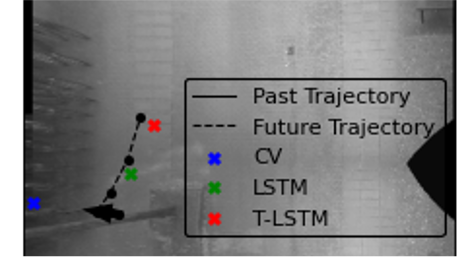 Past Trajectory
Future Trajectory
CV
LSTM
T-LSTM